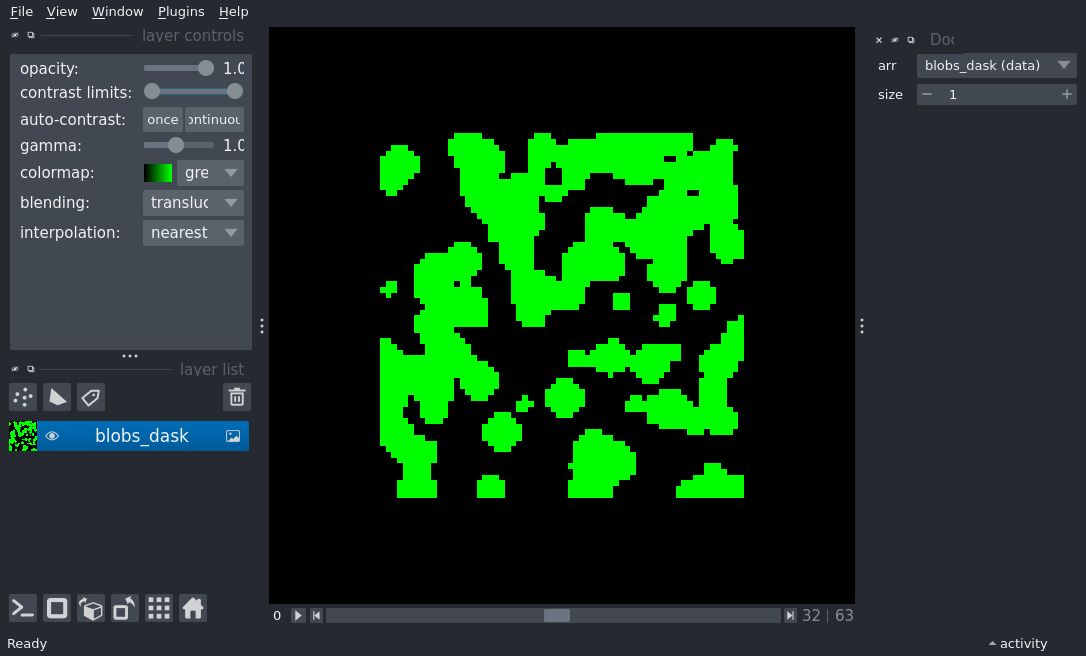 File View Window Plugins Help
layer controls
opacity: 1.0
contrast limits:
auto-contrast: once ontinuou
gamma: 1.0
colormap: gre
blending: transluc
interpolation: nearest
layer list
blobs_dask
0 32 | 63
Ready
Doc
arr blobs_dask (data)
size 1
activity